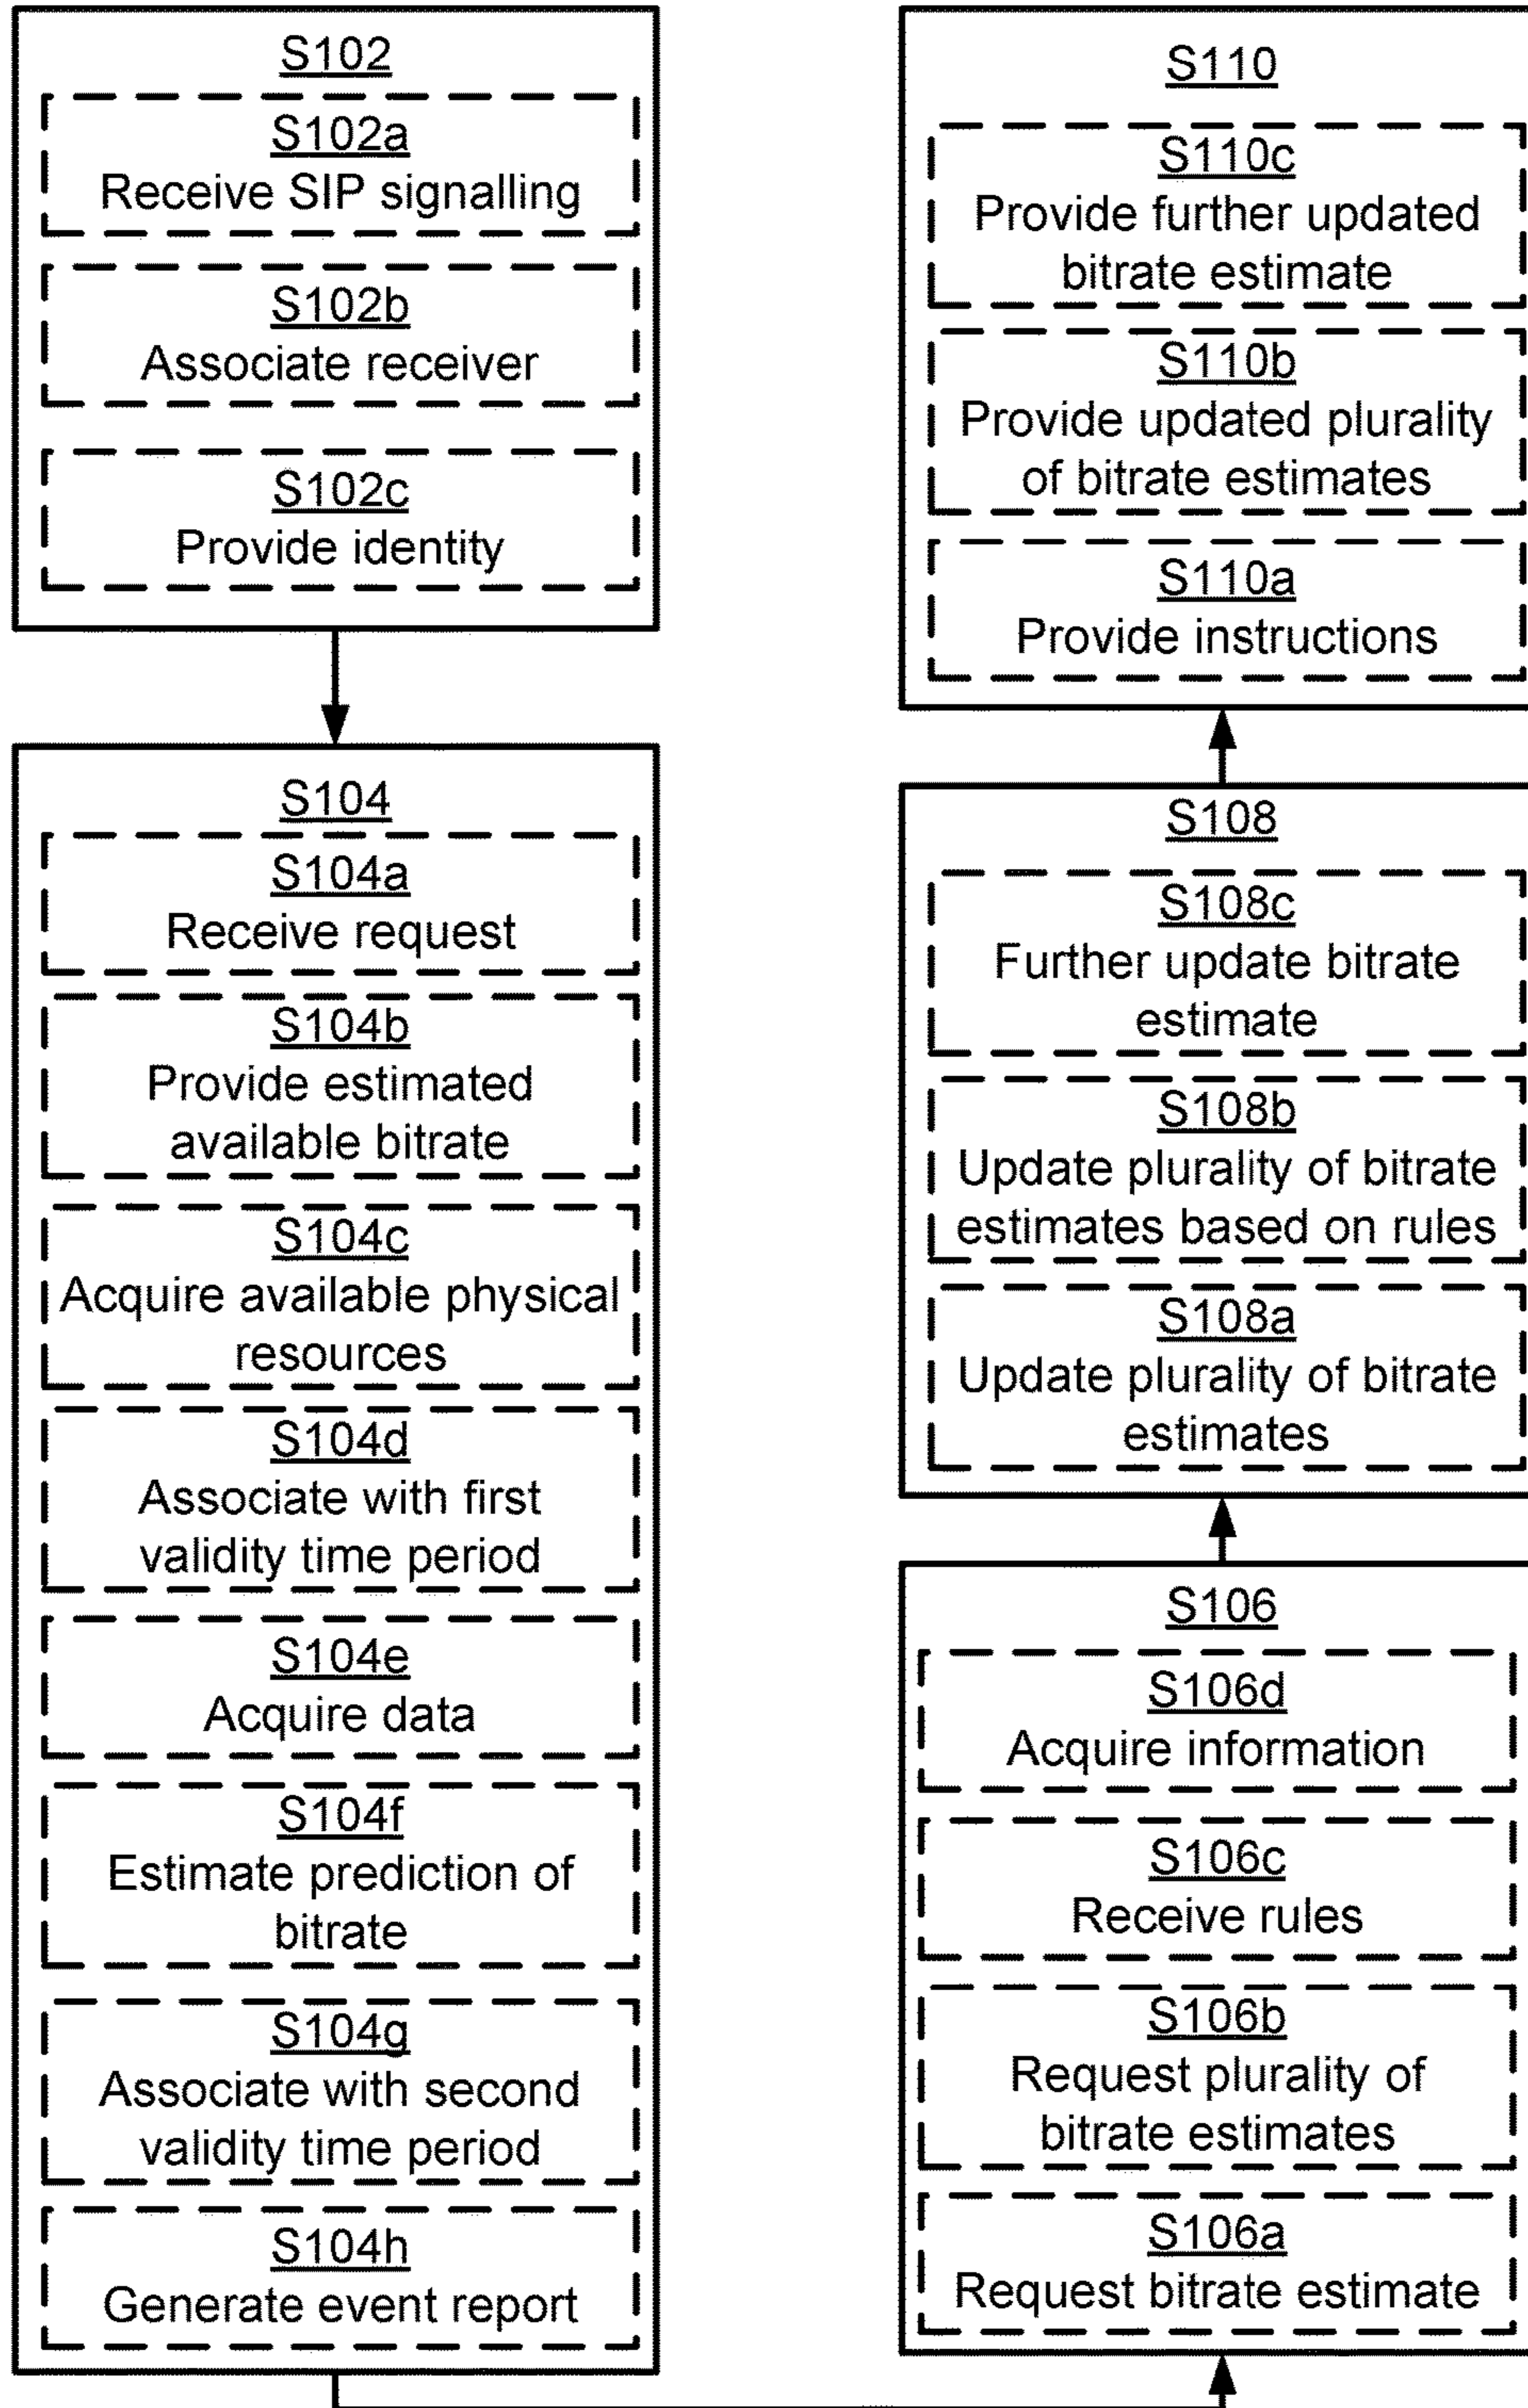 S102
S102a
Receive SIP signalling
S102b
Associate receiver
S102c
Provide identity
S104
S104a
Receive request
S104b
Provide estimated
available bitrate
S104c
Acquire available physical
resources
S104d
Associate with first
validity time period
S104e
Acquire data
S104f
Estimate prediction of
bitrate
S104g
Associate with second
validity time period
S104h
Generate event report
S110
S110c
Provide further updated
bitrate estimate
S110b
Provide updated plurality
of bitrate estimates
S110a
Provide instructions
S108
S108c
Further update bitrate
estimate
S108b
Update plurality of bitrate
estimates based on rules
S108a
Update plurality of bitrate
estimates
S106
S106d
Acquire information
S106c
Receive rules
S106b
Request plurality of
bitrate estimates
S106a
Request bitrate estimate